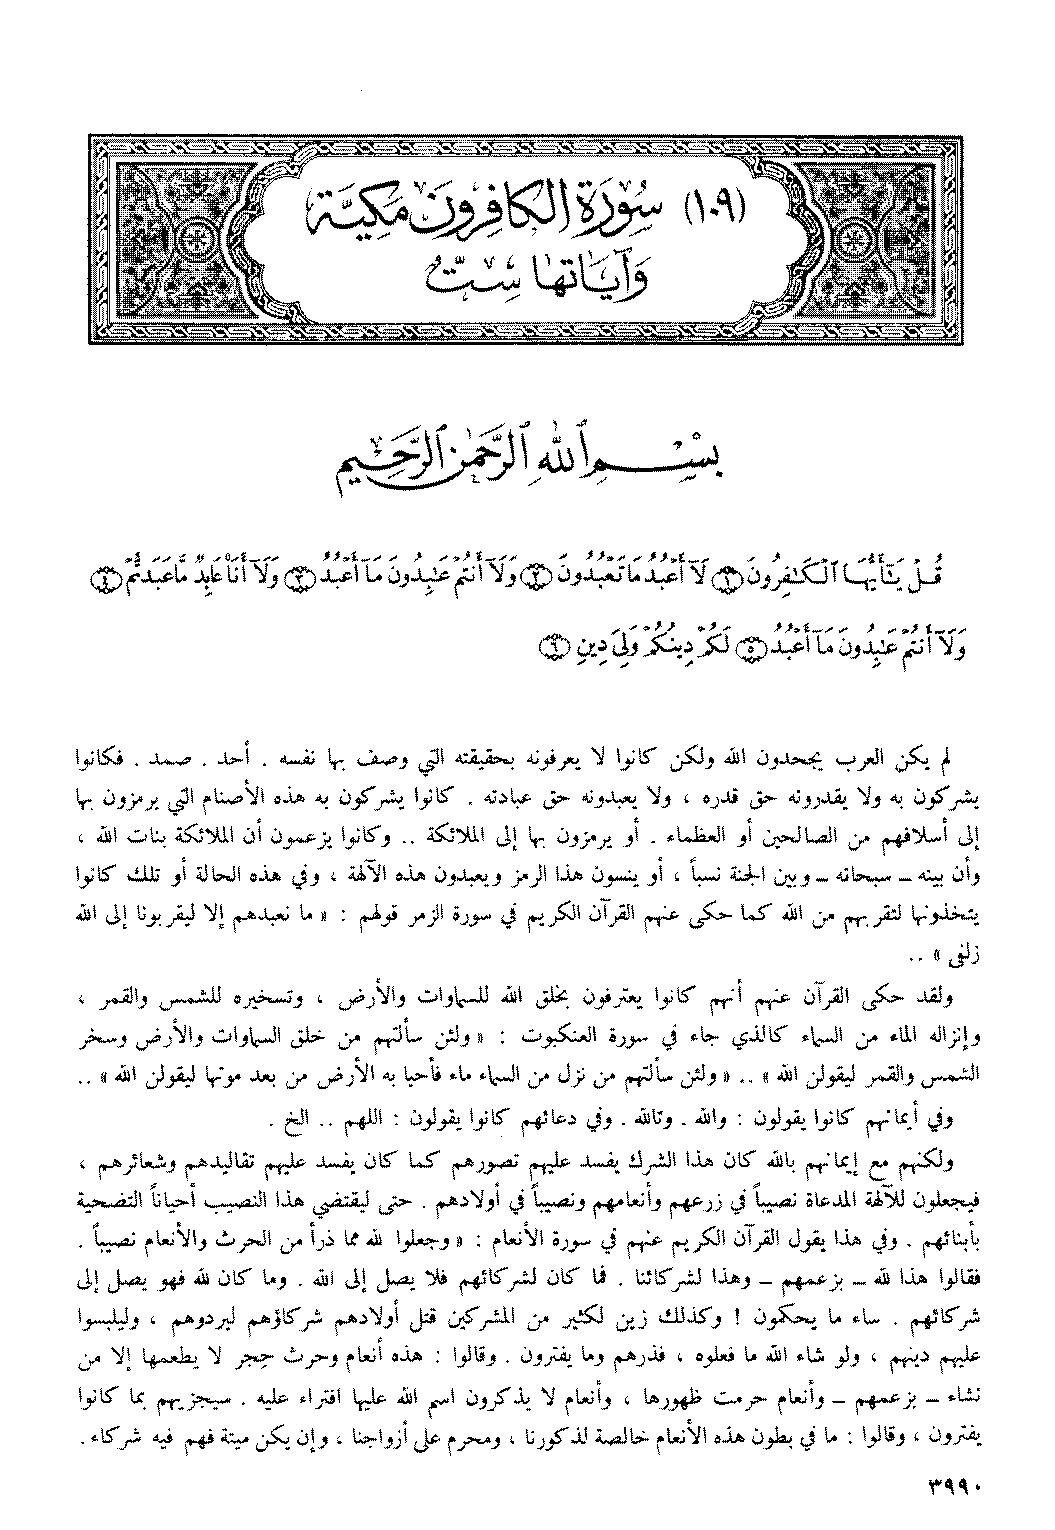 (١٠٩) سُورَة الكافِرون مَكيّة
وَآيَاتهَا سِتّ
بِسْمِ ٱللَّهِ ٱلرَّحْمَٰنِ ٱلرَّحِيمِ
قُلْ يَٰٓأَيُّهَا ٱلْكَٰفِرُونَ ١ لَآ أَعْبُدُ مَا تَعْبُدُونَ ٢ وَلَآ أَنتُمْ عَٰبِدُونَ مَآ أَعْبُدُ ٣ وَلَآ أَنَا۠ عَابِدٌ مَّا عَبَدتُّمْ ٤
وَلَآ أَنتُمْ عَٰبِدُونَ مَآ أَعْبُدُ ٥ لَكُمْ دِينُكُمْ وَلِىَ دِينِ ٦
لم يكن العرب يجحدون الله ولكن كانوا لا يعرفونه بحقيقته التي وصف بها نفسه . أحد . صمد . فكانوا
يشركون به ولا يقدرونه حق قدره ، ولا يعبدونه حق عبادته . كانوا يشركون به هذه الأصنام التي يرمزون بها
إلى أسلافهم من الصالحين أو العظماء . أو يرمزون بها إلى الملائكة .. وكانوا يزعمون أن الملائكة بنات الله ،
وأن بينه ــ سبحانه ــ وبين الجنة نسباً ، أو ينسون هذا الرمز ويعبدون هذه الآلهة ، وفي هذه الحالة أو تلك كانوا
يتخذونها لتقربهم من الله كما حكى عنهم القرآن الكريم في سورة الزمر قولهم : « ما نعبدهم إلا ليقربونا إلى الله
زلفى » ..
ولقد حكى القرآن عنهم أنهم كانوا يعترفون بخلق الله للسماوات والأرض ، وتسخيره للشمس والقمر ،
وإنزاله الماء من السماء كالذي جاء في سورة العنكبوت : « ولئن سألتهم من خلق السماوات والأرض وسخر
الشمس والقمر ليقولن الله » .. « ولئن سألتهم من نزل من السماء ماء فأحيا به الأرض من بعد موتها ليقولن الله » ..
وفي أيمانهم كانوا يقولون : والله . وتالله . وفي دعائهم كانوا يقولون : اللهم .. الخ .
ولكنهم مع إيمانهم بالله كان هذا الشرك يفسد عليهم تصورهم كما كان يفسد عليهم تقاليدهم وشعائرهم ،
فيجعلون للآلهة المدعاة نصيباً في زرعهم وأنعامهم ونصيباً في أولادهم . حتى ليقتضي هذا النصيب أحياناً التضحية
بأبنائهم . وفي هذا يقول القرآن الكريم عنهم في سورة الأنعام : « وجعلوا لله مما ذرأ من الحرث والأنعام نصيباً .
فقالوا هذا لله ــ بزعمهم ــ وهذا لشركائنا . فما كان لشركائهم فلا يصل إلى الله . وما كان لله فهو يصل إلى
شركائهم . ساء ما يحكمون ! وكذلك زين لكثير من المشركين قتل أولادهم شركاؤهم ليردوهم ، وليلبسوا
عليهم دينهم ، ولو شاء الله ما فعلوه ، فذرهم وما يفترون . وقالوا : هذه أنعام وحرث حِجر لا يطعمها إلا من
نشاء ــ بزعمهم ــ وأنعام حرمت ظهورها ، وأنعام لا يذكرون اسم الله عليها افتراء عليه . سيجزيهم بما كانوا
يفترون ، وقالوا : ما في بطون هذه الأنعام خالصة لذكورنا ، ومحرم على أزواجنا ، وإن يكن ميتة فهم فيه شركاء .
٣٩٩٠